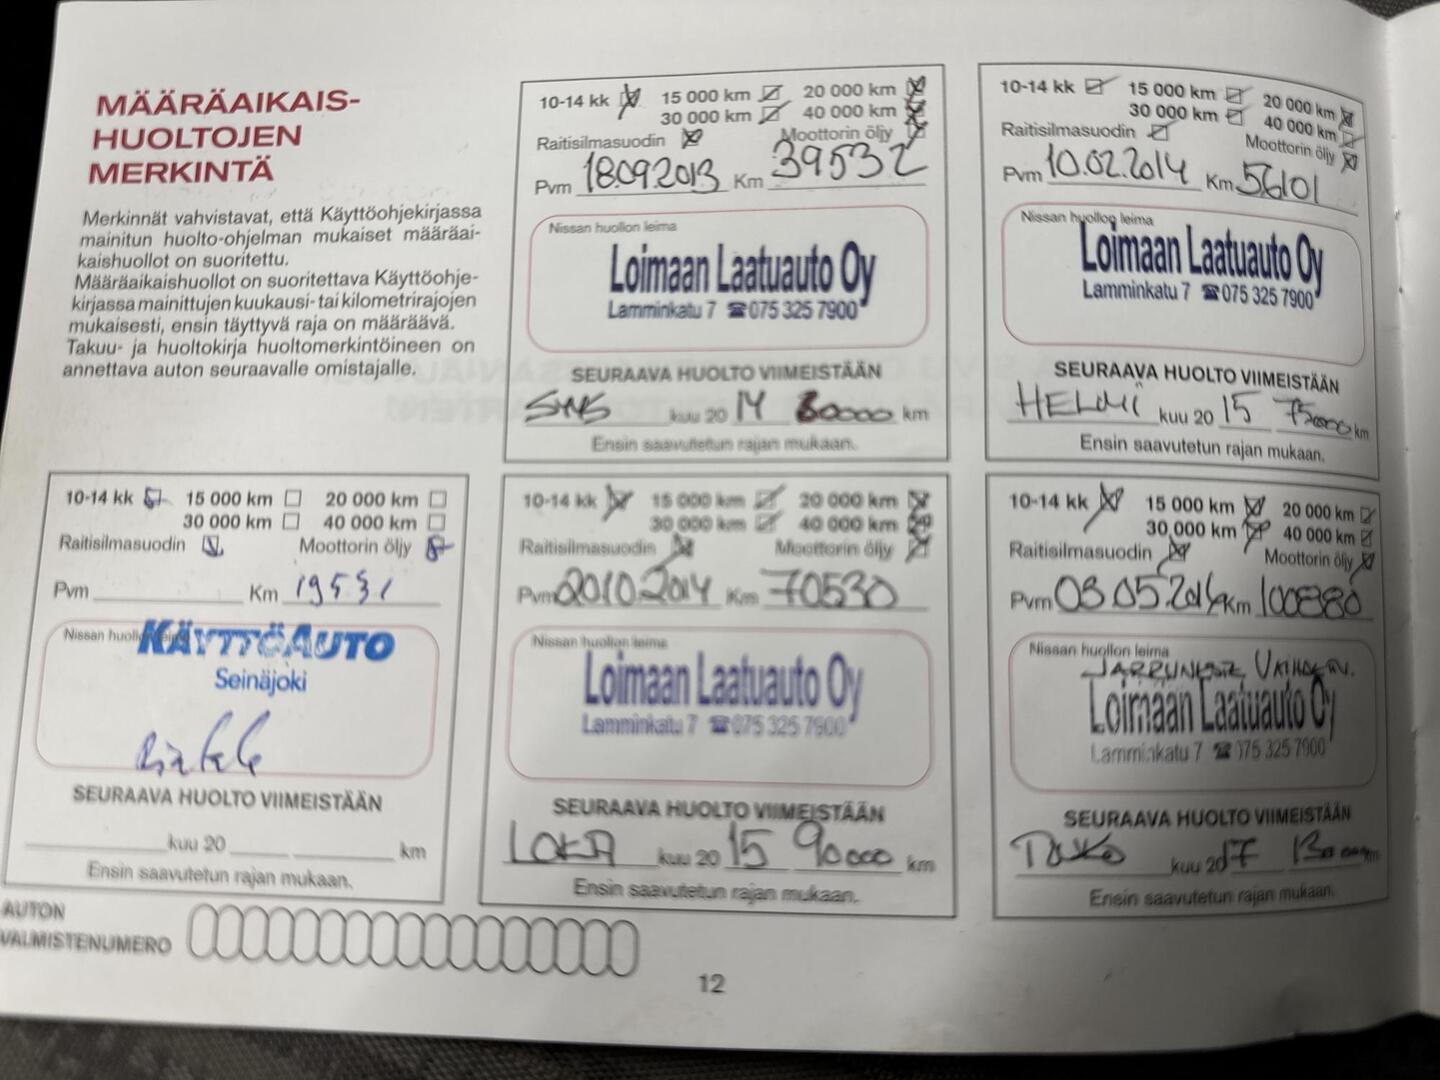 MÄÄRÄAIKAIS-
HUOLTOJEN
MERKINTÄ
Merkinnät vahvistavat, että Käyttöohjekirjassa
mainitun huolto-ohjelman mukaiset määräai-
kaishuollot on suoritettu.
Määräaikaishuollot on suoritettava Käyttöohje-
kirjassa mainittujen kuukausi- tai kilometrirajojen
mukaisesti, ensin täyttyvä raja on määräävä.
Takuu- ja huoltokirja huoltomerkintöineen on
annettava auton seuraavalle omistajalle.
10-14 kk 15 000 km 20 000 km
30 000 km 40 000 km
Raitisilmasuodin Moottorin öljy
Pvm Km 19531
Nissan huollon leima
KÄYTTÖAUTO
Seinäjoki
SEURAAVA HUOLTO VIIMEISTÄÄN
kuu 20 km
Ensin saavutetun rajan mukaan.
10-14 kk 15 000 km 20 000 km
30 000 km 40 000 km
Raitisilmasuodin Moottorin öljy
Pvm 18.09.2013 Km 39532
Nissan huollon leima
Loimaan Laatuauto Oy
Lamminkatu 7 ☎075 325 7900
SEURAAVA HUOLTO VIIMEISTÄÄN
SYYS kuu 20 14 60000 km
Ensin saavutetun rajan mukaan.
10-14 kk 15 000 km 20 000 km
30 000 km 40 000 km
Raitisilmasuodin Moottorin öljy
Pvm 10.02.2014 Km 56101
Nissan huollon leima
Loimaan Laatuauto Oy
Lamminkatu 7 ☎075 325 7900
SEURAAVA HUOLTO VIIMEISTÄÄN
HELMI kuu 20 15 75000 km
Ensin saavutetun rajan mukaan.
10-14 kk 15 000 km 20 000 km
30 000 km 40 000 km
Raitisilmasuodin Moottorin öljy
Pvm 20.10.2014 Km 70530
Nissan huollon leima
Loimaan Laatuauto Oy
Lamminkatu 7 ☎075 325 7900
SEURAAVA HUOLTO VIIMEISTÄÄN
LOKA kuu 20 15 90000 km
Ensin saavutetun rajan mukaan.
10-14 kk 15 000 km 20 000 km
30 000 km 40 000 km
Raitisilmasuodin Moottorin öljy
Pvm 03.05.2016 Km 100880
Nissan huollon leima
JARRUNESTE
Loimaan Laatuauto Oy
Lamminkatu 7 ☎075 325 7900
SEURAAVA HUOLTO VIIMEISTÄÄN
TOUKO kuu 20 17 130 000 km
Ensin saavutetun rajan mukaan.
AUTON
VALMISTENUMERO
12